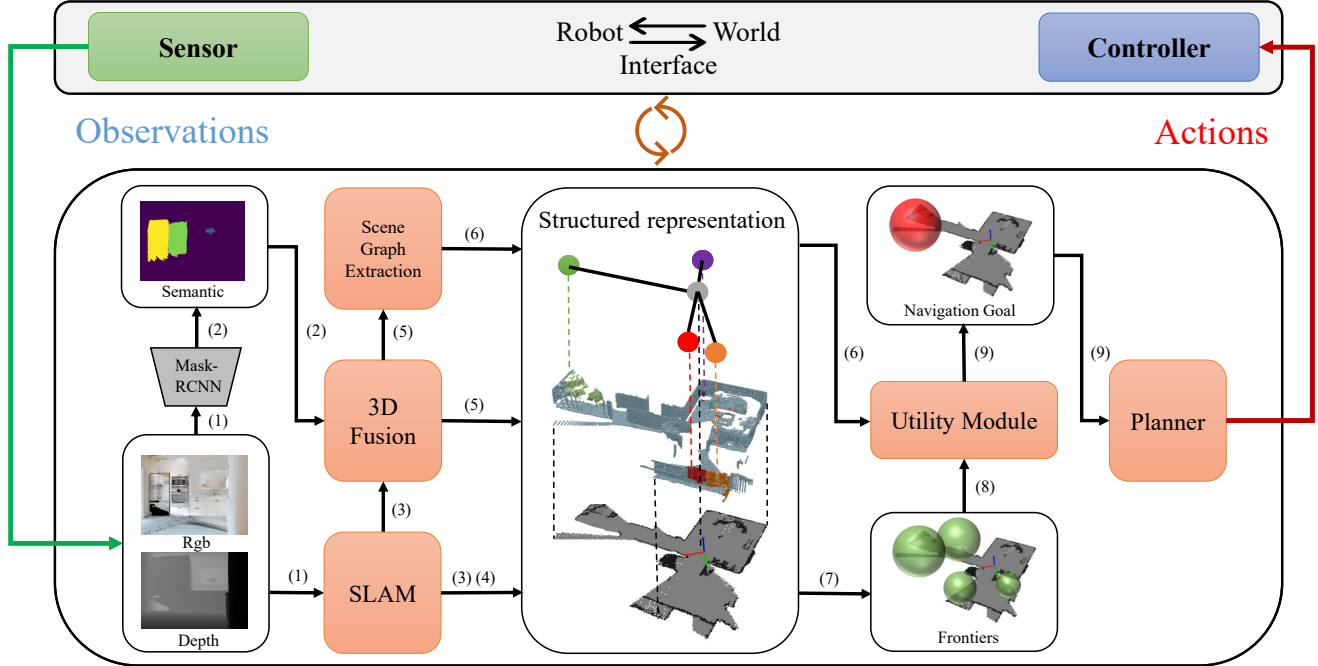 Sensor
Robot
World
Interface
Controller
Observations
Actions
Semantic
(2)
Mask-
RCNN
(1)
Rgb
Depth
(1)
(2)
Scene
Graph
Extraction
(6)
(5)
3D
Fusion
(5)
(3)
SLAM
(3) (4)
Structured representation
(6)
(7)
Navigation Goal
(9)
Utility Module
(8)
Frontiers
(9)
Planner